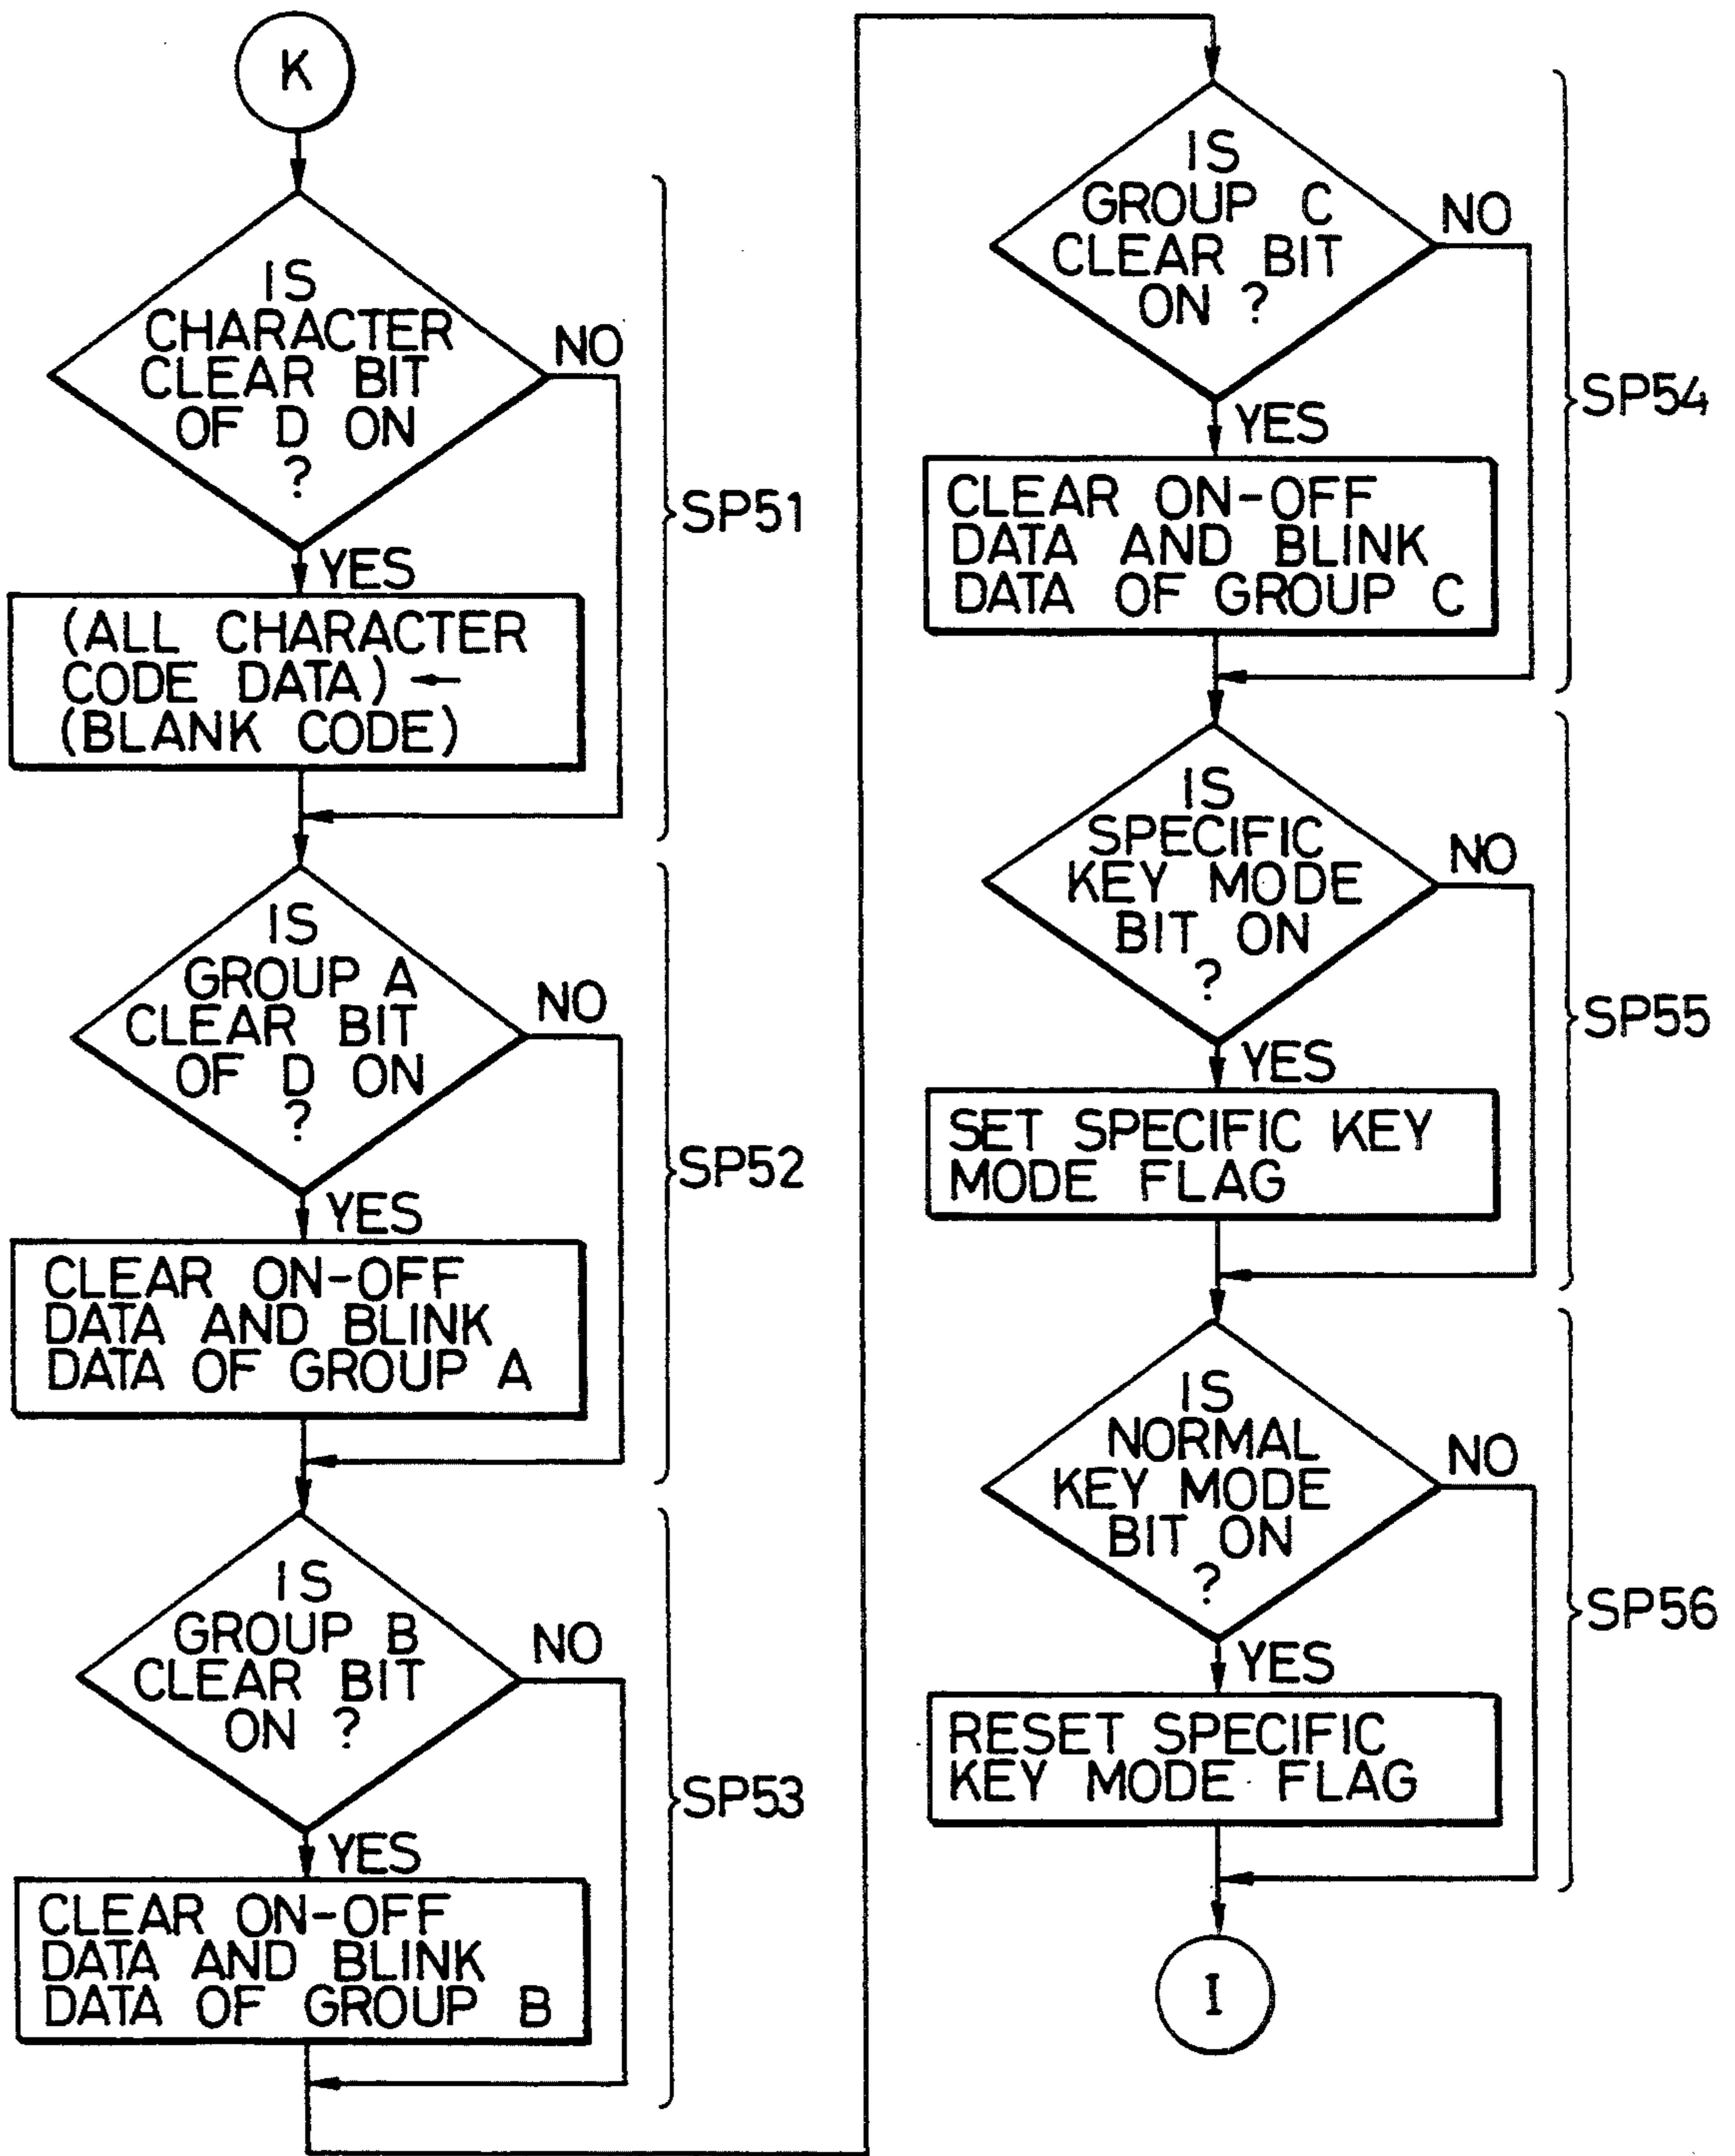 K
IS
CHARACTER
CLEAR BIT
OF D ON
?
NO
YES
(ALL CHARACTER
CODE DATA) ←
(BLANK CODE)
SP51
IS
GROUP A
CLEAR BIT
OF D ON
?
NO
YES
CLEAR ON-OFF
DATA AND BLINK
DATA OF GROUP A
SP52
IS
GROUP B
CLEAR BIT
ON ?
NO
YES
CLEAR ON-OFF
DATA AND BLINK
DATA OF GROUP B
SP53
IS
GROUP C
CLEAR BIT
ON ?
NO
YES
CLEAR ON-OFF
DATA AND BLINK
DATA OF GROUP C
SP54
IS
SPECIFIC
KEY MODE
BIT ON
?
NO
YES
SET SPECIFIC KEY
MODE FLAG
SP55
IS
NORMAL
KEY MODE
BIT ON
?
NO
YES
RESET SPECIFIC
KEY MODE FLAG
SP56
I